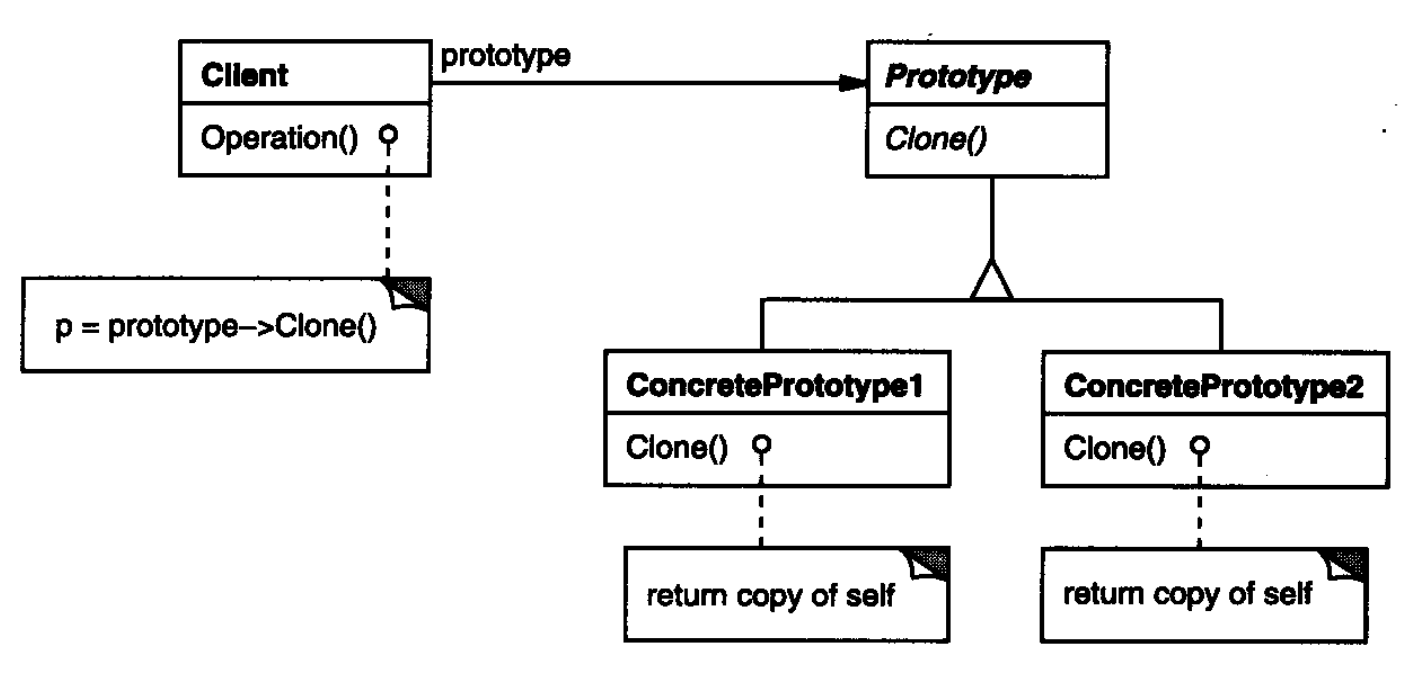 Client
Operation()
prototype
Prototype
Clone()
p = prototype–>Clone()
ConcretePrototype1
Clone()
ConcretePrototype2
Clone()
return copy of self
return copy of self